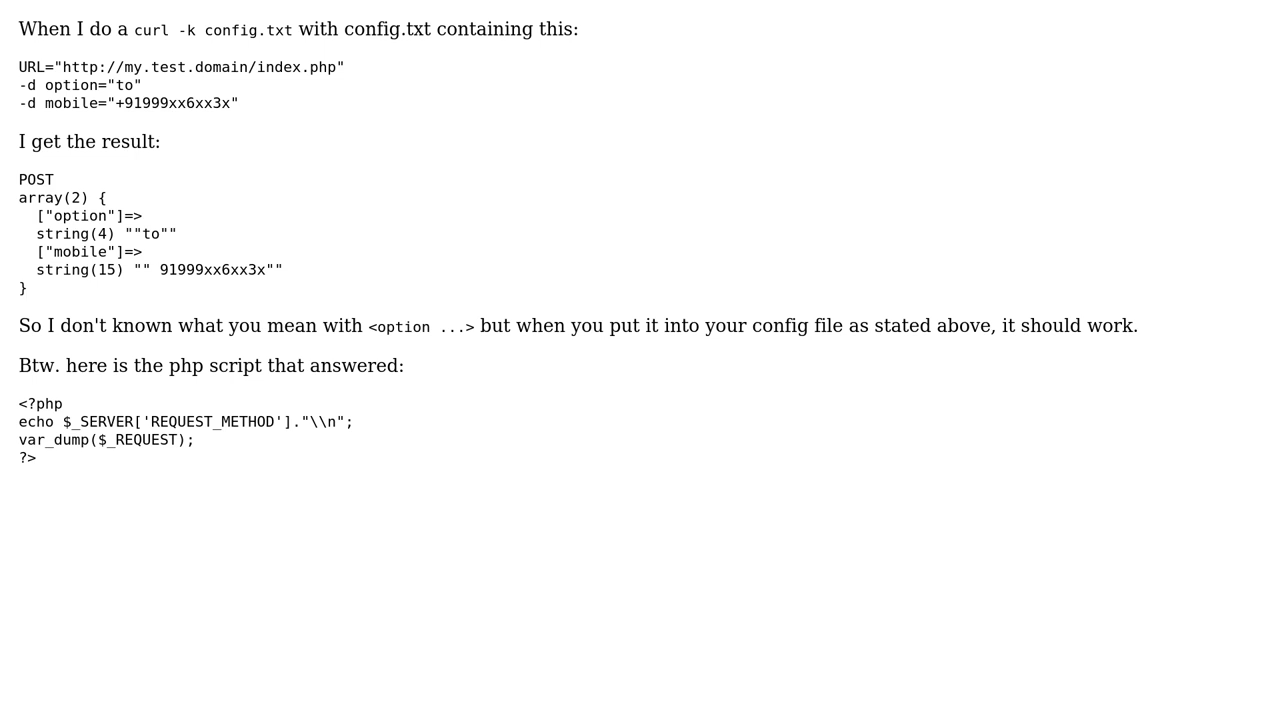 When I do a curl -k config.txt with config.txt containing this:
URL="http://my.test.domain/index.php"
-d option="to"
-d mobile="+91999xx6xx3x"
I get the result:
POST
array(2) {
  ["option"]=>
  string(4) ""to""
  ["mobile"]=>
  string(15) "" 91999xx6xx3x""
}
So I don't known what you mean with <option ...> but when you put it into your config file as stated above, it should work.
Btw. here is the php script that answered:
<?php
echo $_SERVER['REQUEST_METHOD']."\\n";
var_dump($_REQUEST);
?>